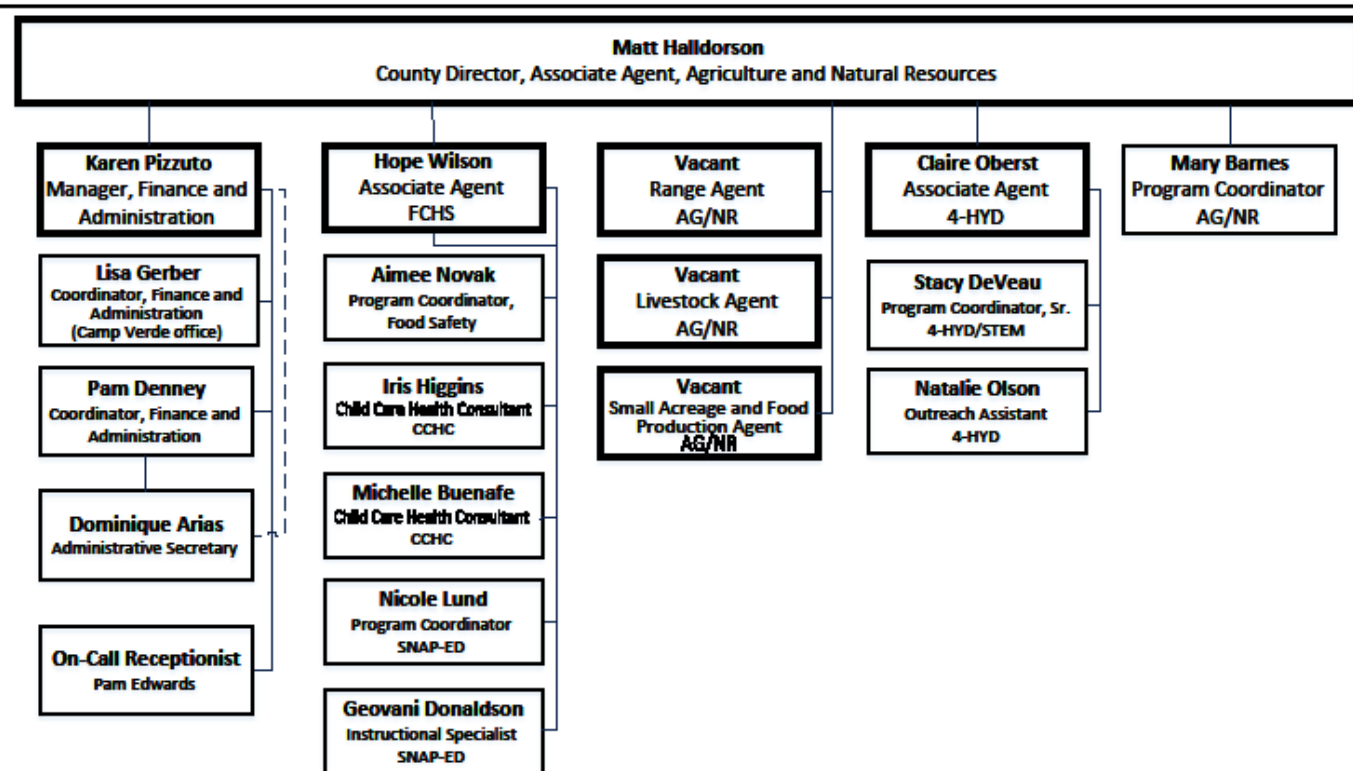 Matt Halldorson
County Director, Associate Agent, Agriculture and Natural Resources
Karen Pizzuto
Manager, Finance and
Administration
Lisa Gerber
Coordinator, Finance and
Administration
(Camp Verde office)
Pam Denney
Coordinator, Finance and
Administration
Dominique Arias
Administrative Secretary
On-Call Receptionist
Pam Edwards
Hope Wilson
Associate Agent
FCHS
Aimee Novak
Program Coordinator,
Food Safety
Iris Higgins
Child Care Health Consultant
CCHC
Michelle Buenafe
Child Care Health Consultant
CCHC
Nicole Lund
Program Coordinator
SNAP-ED
Geovani Donaldson
Instructional Specialist
SNAP-ED
Vacant
Range Agent
AG/NR
Vacant
Livestock Agent
AG/NR
Vacant
Small Acreage and Food
Production Agent
AG/NR
Claire Oberst
Associate Agent
4-HYD
Stacy DeVeau
Program Coordinator, Sr.
4-HYD/STEM
Natalie Olson
Outreach Assistant
4-HYD
Mary Barnes
Program Coordinator
AG/NR